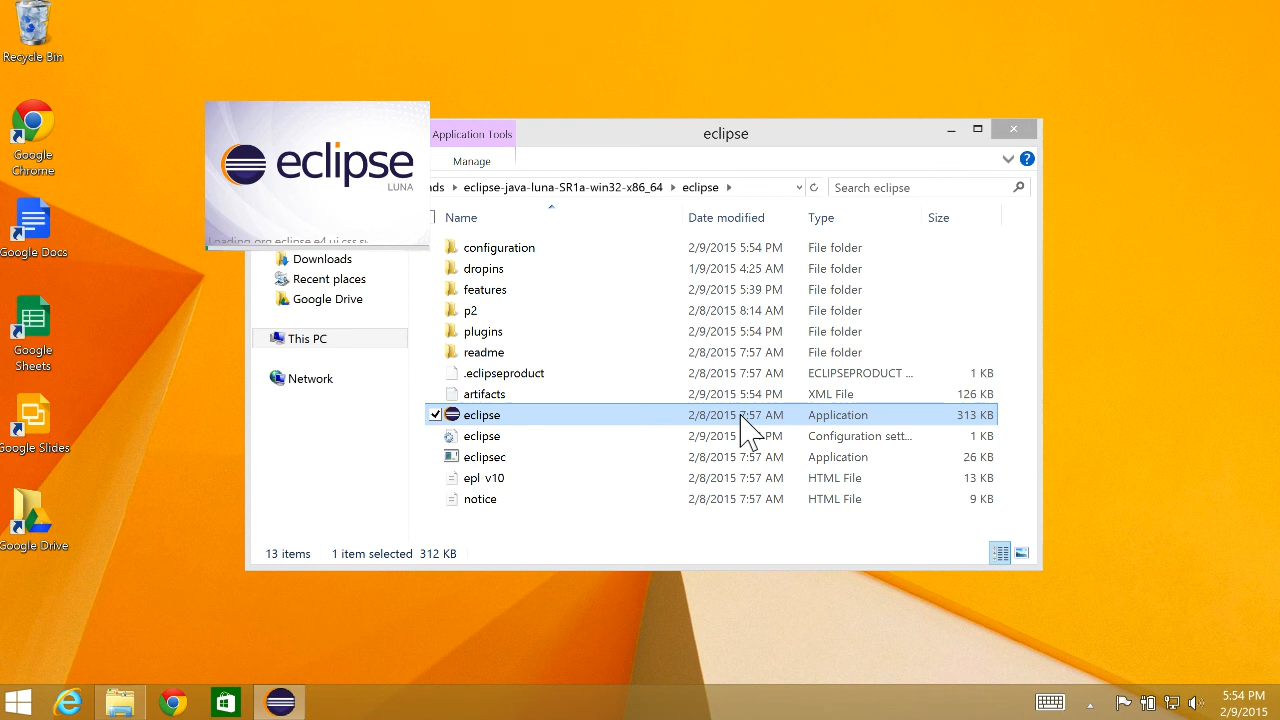 Recycle Bin
Google
Chrome
Google Docs
Google
Sheets
Google Slides
Google Drive
eclipse
LUNA
Loading org.eclipse.e4.ui.css.sv
Application Tools
eclipse
Manage
nds eclipse-java-luna-SR1a-win32-x86_64 eclipse
Search eclipse
Name Date modified Type Size
Downloads
Recent places
Google Drive
This PC
Network
configuration 2/9/2015 5:54 PM File folder
dropins 1/9/2015 4:25 AM File folder
features 2/9/2015 5:39 PM File folder
p2 2/8/2015 8:14 AM File folder
plugins 2/9/2015 5:54 PM File folder
readme 2/8/2015 7:57 AM File folder
.eclipseproduct 2/8/2015 7:57 AM ECLIPSEPRODUCT ... 1 KB
artifacts 2/9/2015 5:54 PM XML File 126 KB
eclipse 2/8/2015 7:57 AM Application 313 KB
eclipse 2/9/2015 PM Configuration sett... 1 KB
eclipsec 2/8/2015 7:57 AM Application 26 KB
epl-v10 2/8/2015 7:57 AM HTML File 13 KB
notice 2/8/2015 7:57 AM HTML File 9 KB
13 items 1 item selected 312 KB
5:54 PM
2/9/2015